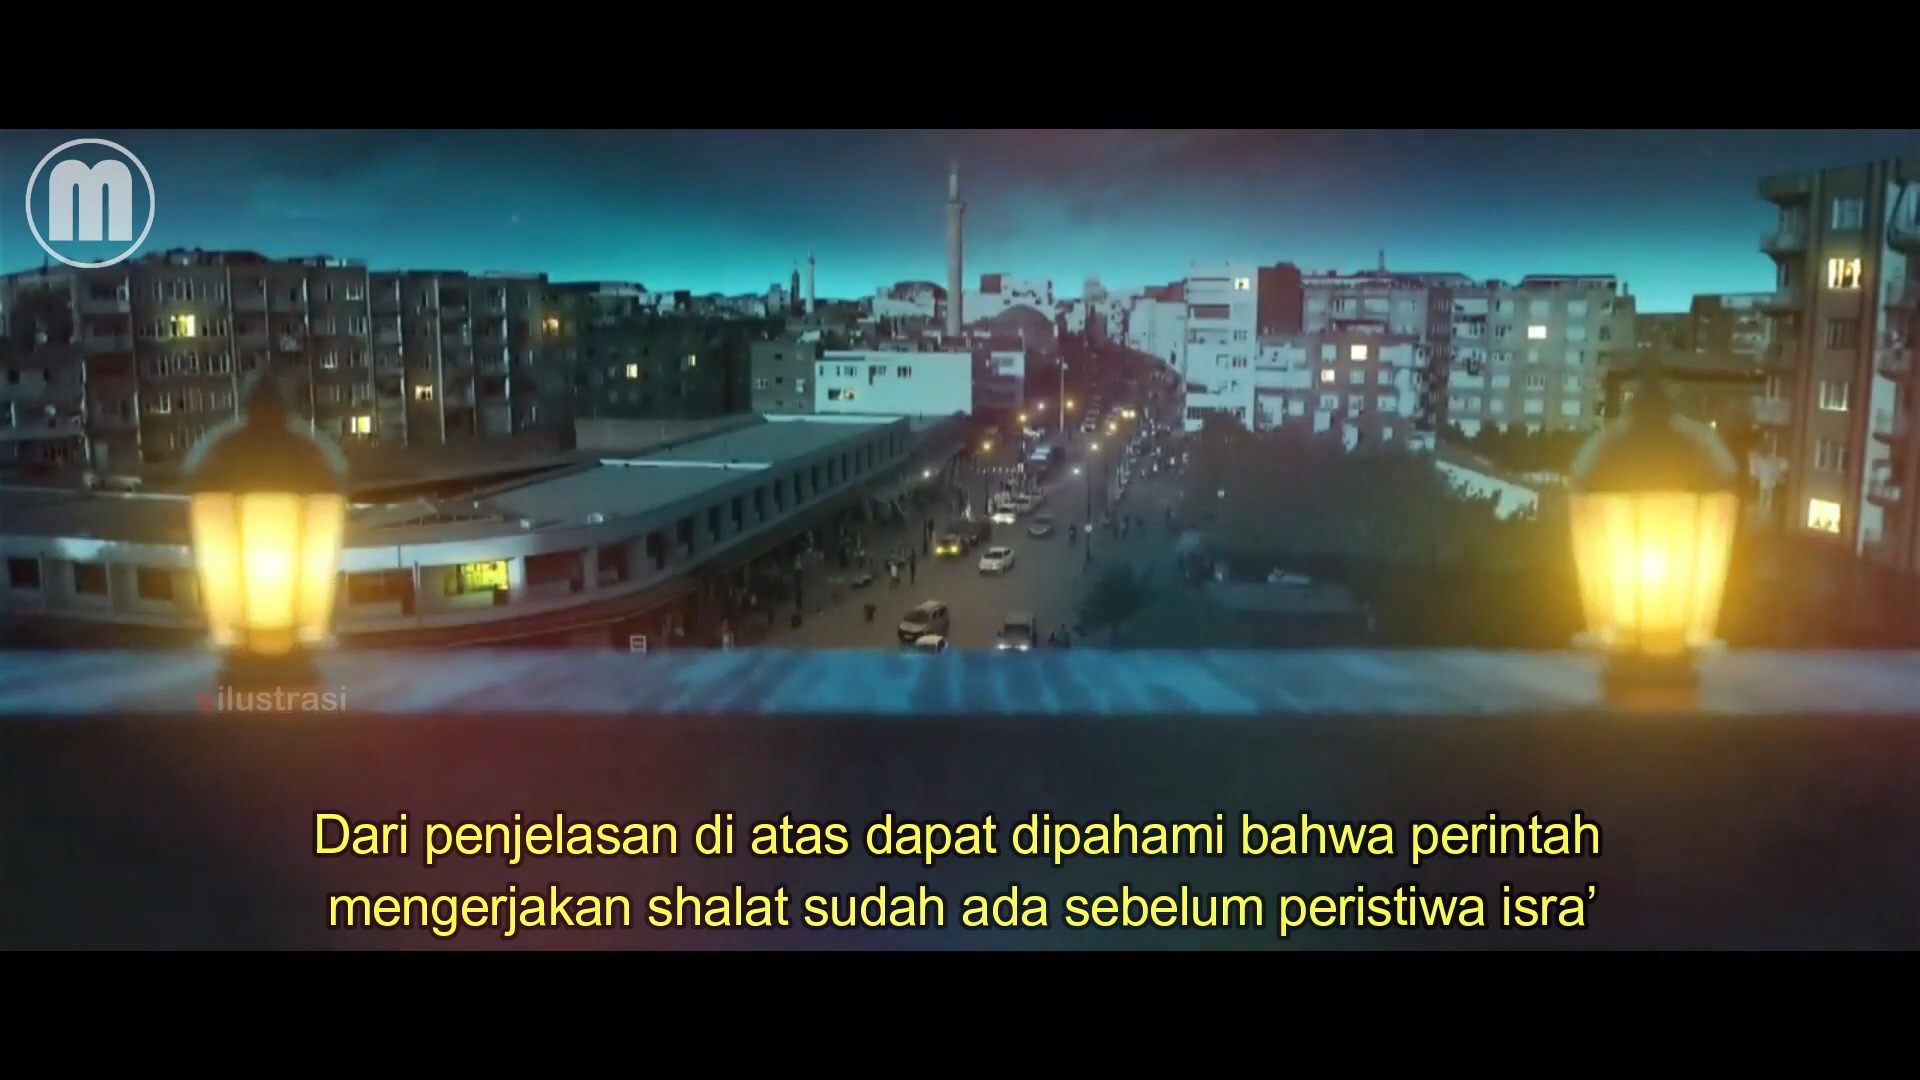 m
ilustrasi
Dari penjelasan di atas dapat dipahami bahwa perintah
mengerjakan shalat sudah ada sebelum peristiwa isra’